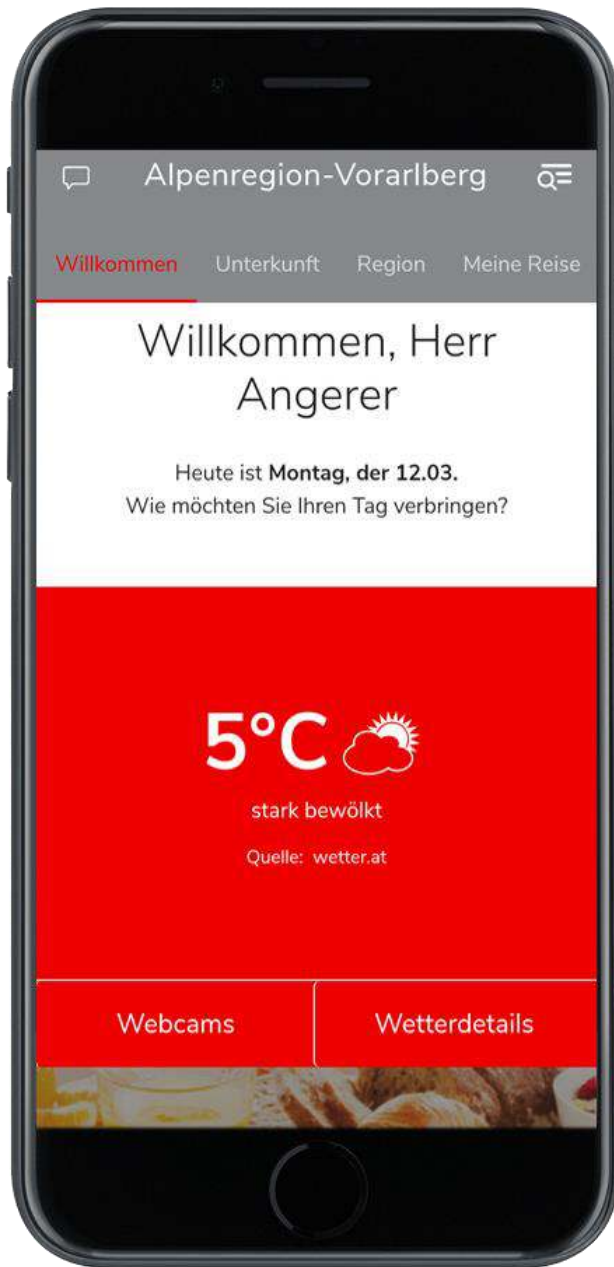 Alpenregion-Vorarlberg
Willkommen Unterkunft Region Meine Reise
Willkommen, Herr
Angerer
Heute ist Montag, der 12.03.
Wie möchten Sie Ihren Tag verbringen?
5°C
stark bewölkt
Quelle: wetter.at
Webcams Wetterdetails